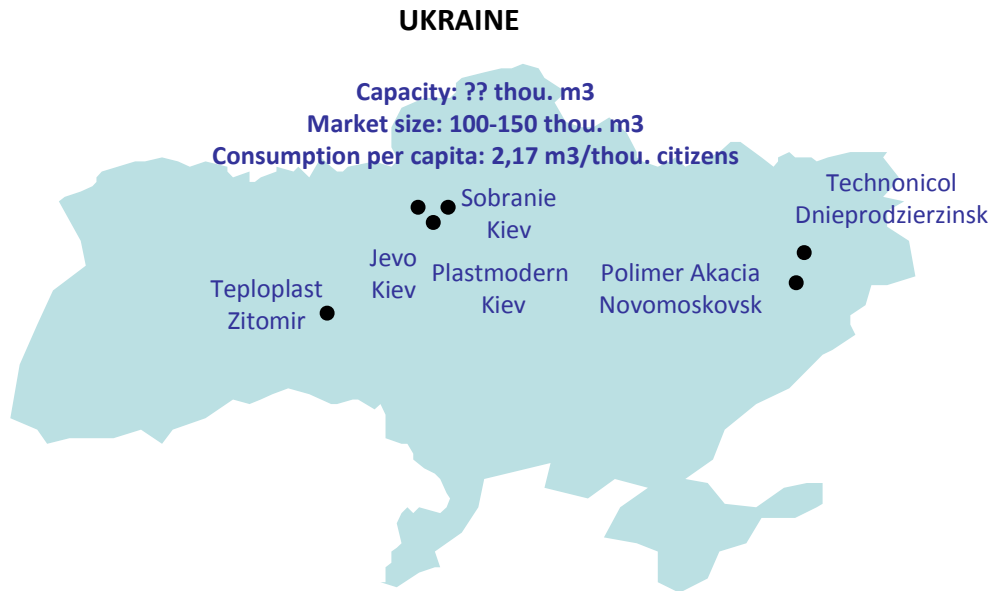 UKRAINE
Capacity: ?? thou. m3
Market size: 100-150 thou. m3
Consumption per capita: 2,17 m3/thou. citizens
Technonicol
Dnieprodzierzinsk
Sobranie
Kiev
Jevo
Kiev
Plastmodern
Kiev
Polimer Akacia
Novomoskovsk
Teploplast
Zitomir